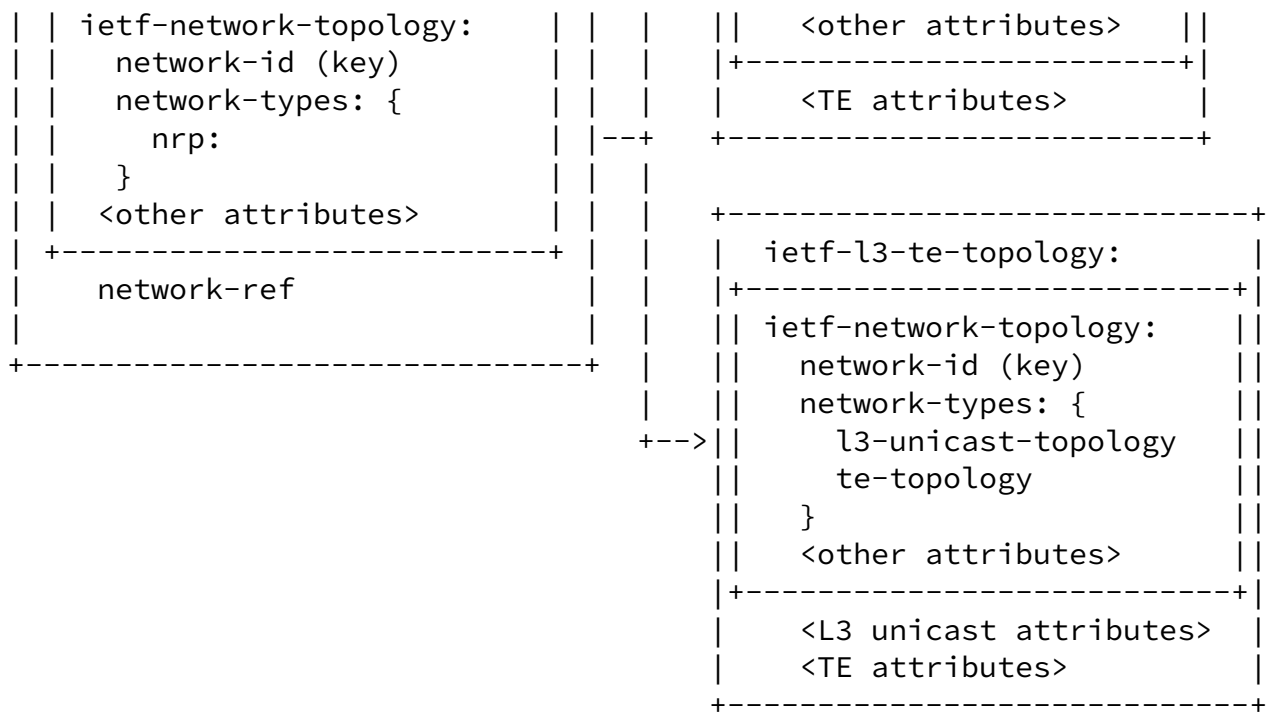 | | ietf-network-topology:    | |  |   ||   <other attributes>   ||
| |  network-id (key)         | |  |   |+------------------------+|
| |  network-types: {         | |  |   |    <TE attributes>       |
| |    nrp:                   | |--+   +--------------------------+
| |  }                        | |  |
| | <other attributes>        | |  |   +-----------------------------+
| +---------------------------+ |  |   |  ietf-l3-te-topology:       |
|    network-ref                |  |   |+---------------------------+|
|                               |  |   || ietf-network-topology:    ||
+-------------------------------+  |   ||   network-id (key)        ||
                                   |   ||   network-types: {        ||
                                   +-->||     l3-unicast-topology   ||
                                       ||     te-topology           ||
                                       ||   }                       ||
                                       ||   <other attributes>      ||
                                       |+---------------------------+|
                                       |    <L3 unicast attributes>  |
                                       |    <TE attributes>          |
                                       +-----------------------------+